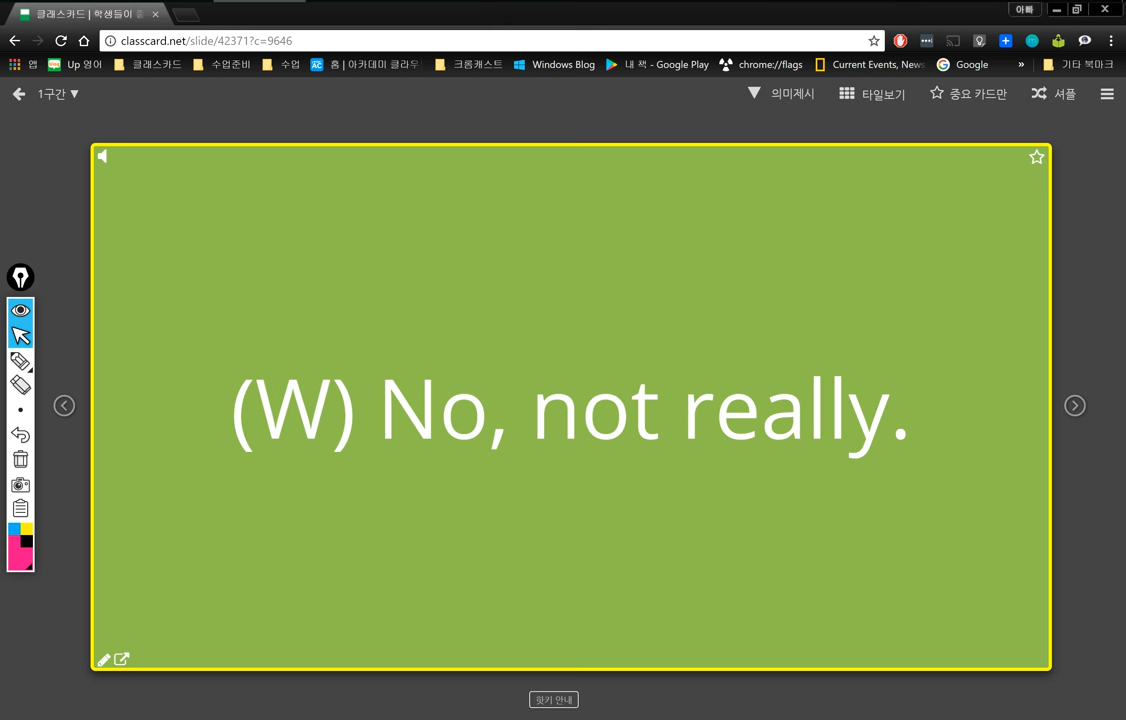 클래스카드 | 학생들이
아빠
classcard.net/slide/42371?c=9646
앱
Up 영어
클래스카드
수업준비
수업
홈 | 아카데미 클라우
크롬캐스트
Windows Blog
내 책 - Google Play
chrome://flags
Current Events, News
Google
»
기타 북마크
1구간 ▼
▼ 의미제시
타일보기
중요 카드만
셔플
(W) No, not really.
핫키 안내